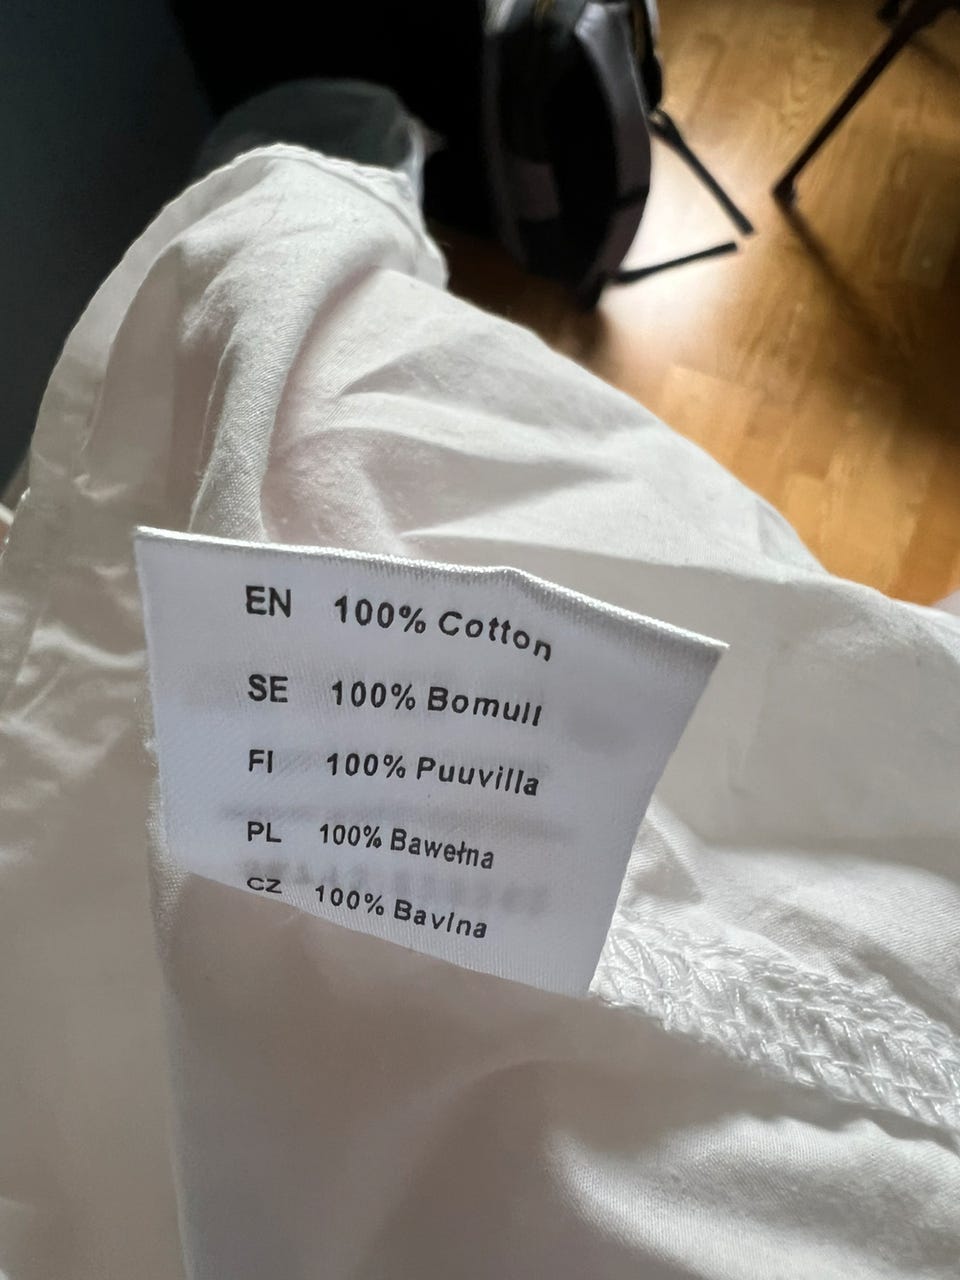 EN 100% Cotton
SE 100% Bomull
FI 100% Puuvilla
PL 100% Bawełna
CZ 100% Bavlna